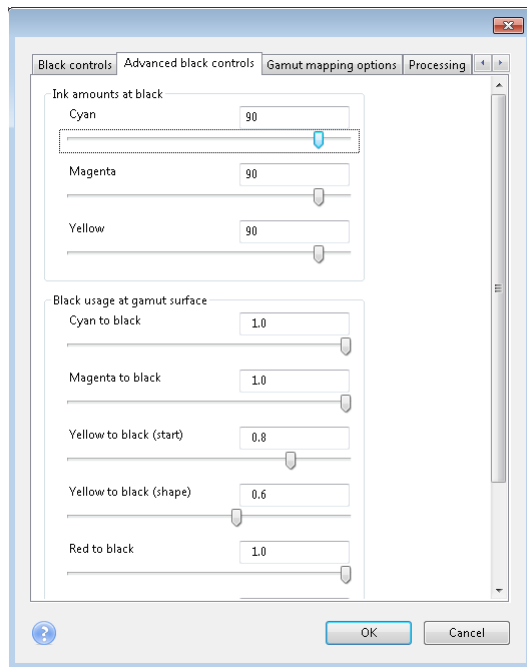 Black controls Advanced black controls Gamut mapping options Processing
Ink amounts at black
Cyan 90
Magenta 90
Yellow 90
Black usage at gamut surface
Cyan to black 1.0
Magenta to black 1.0
Yellow to black (start) 0.8
Yellow to black (shape) 0.6
Red to black 1.0
? OK Cancel